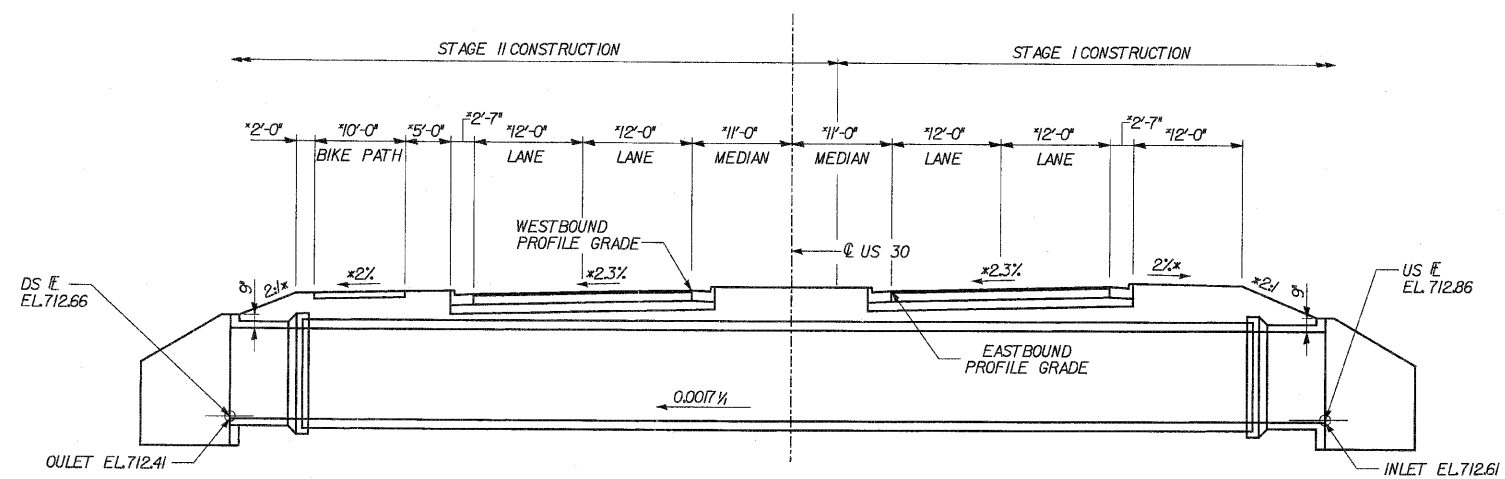 STAGE II CONSTRUCTION
STAGE I CONSTRUCTION
*2'-0"
*10'-0"
*5'-0"
*2'-7"
*12'-0"
*12'-0"
*11'-0"
*11'-0"
*12'-0"
*12'-0"
*2'-7"
*12'-0"
BIKE PATH
LANE
LANE
MEDIAN
MEDIAN
LANE
LANE
WESTBOUND
PROFILE GRADE
℄ US 30
DS FE
EL.712.66
9"
2:1*
*2%
*2.3%
*2.3%
2%*
*2:1
9"
US FE
EL. 712.86
EASTBOUND
PROFILE GRADE
0.0017 1/1
OULET EL.712.41
INLET EL.712.61